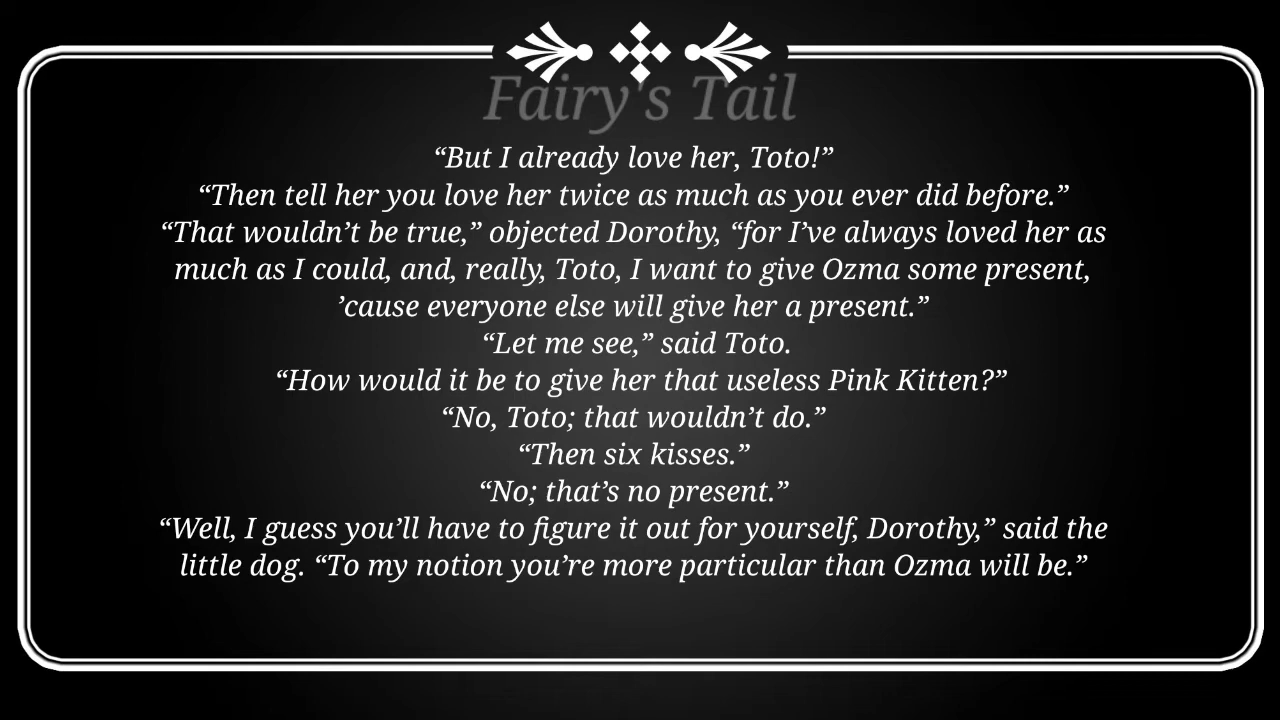 Fairy's Tail
“But I already love her, Toto!”
“Then tell her you love her twice as much as you ever did before.”
“That wouldn’t be true,” objected Dorothy, “for I’ve always loved her as
much as I could, and, really, Toto, I want to give Ozma some present,
’cause everyone else will give her a present.”
“Let me see,” said Toto.
“How would it be to give her that useless Pink Kitten?”
“No, Toto; that wouldn’t do.”
“Then six kisses.”
“No; that’s no present.”
“Well, I guess you’ll have to figure it out for yourself, Dorothy,” said the
little dog. “To my notion you’re more particular than Ozma will be.”